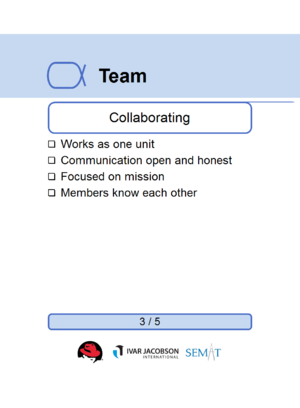 Team
Collaborating
❑ Works as one unit
❑ Communication open and honest
❑ Focused on mission
❑ Members know each other
3 / 5
IVAR JACOBSON
INTERNATIONAL
SEMAT